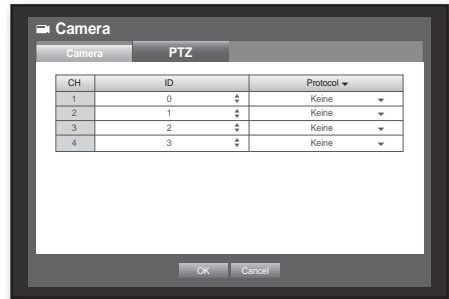 Camera
Camera PTZ
CH ID Protocol
1 0 Keine
2 1 Keine
3 2 Keine
4 3 Keine
OK Cancel